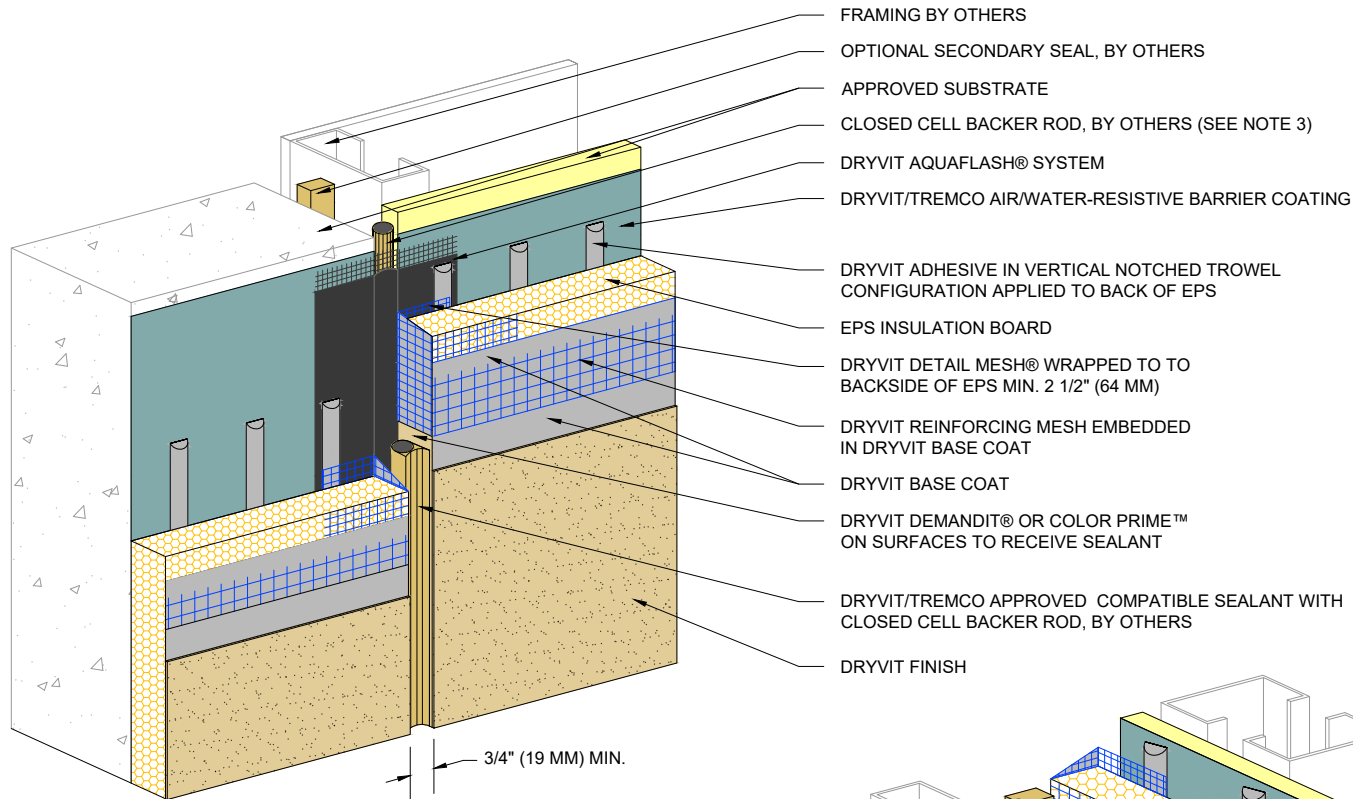 FRAMING BY OTHERS
OPTIONAL SECONDARY SEAL, BY OTHERS
APPROVED SUBSTRATE
CLOSED CELL BACKER ROD, BY OTHERS (SEE NOTE 3)
DRYVIT AQUAFLASH® SYSTEM
DRYVIT/TREMCO AIR/WATER-RESISTIVE BARRIER COATING
DRYVIT ADHESIVE IN VERTICAL NOTCHED TROWEL
CONFIGURATION APPLIED TO BACK OF EPS
EPS INSULATION BOARD
DRYVIT DETAIL MESH® WRAPPED TO TO
BACKSIDE OF EPS MIN. 2 1/2" (64 MM)
DRYVIT REINFORCING MESH EMBEDDED
IN DRYVIT BASE COAT
DRYVIT BASE COAT
DRYVIT DEMANDIT® OR COLOR PRIME™
ON SURFACES TO RECEIVE SEALANT
DRYVIT/TREMCO APPROVED  COMPATIBLE SEALANT WITH
CLOSED CELL BACKER ROD, BY OTHERS
DRYVIT FINISH
3/4" (19 MM) MIN.